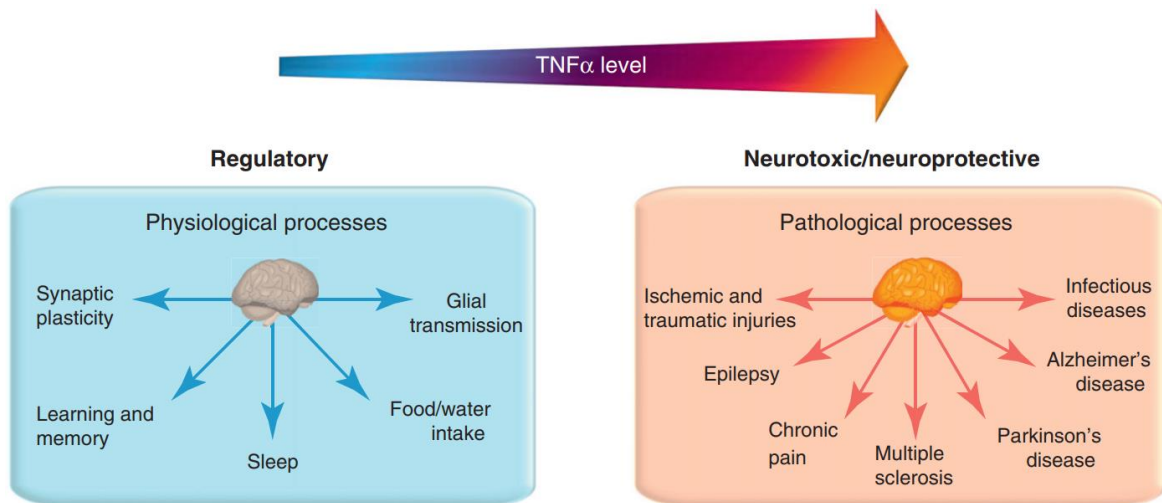 TNFα level
Regulatory
Physiological processes
Synaptic
plasticity
Glial
transmission
Learning and
memory
Food/water
intake
Sleep
Neurotoxic/neuroprotective
Pathological processes
Ischemic and
traumatic injuries
Infectious
diseases
Epilepsy
Alzheimer’s
disease
Chronic
pain
Multiple
sclerosis
Parkinson’s
disease